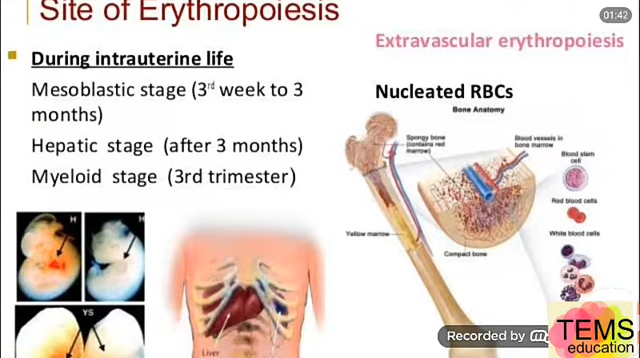 Site of Erythropoiesis
01:42
During intrauterine life
Mesoblastic stage (3rd week to 3
months)
Hepatic stage (after 3 months)
Myeloid stage (3rd trimester)
Extravascular erythropoiesis
Nucleated RBCs
Bone Anatomy
Spongy bone
(contains red
marrow)
Blood vessels in
bone marrow
Blood stem
cell
Red blood cells
White blood cells
Yellow marrow
Compact bone
H
H
YS
Liver
Recorded by
TEMS
education